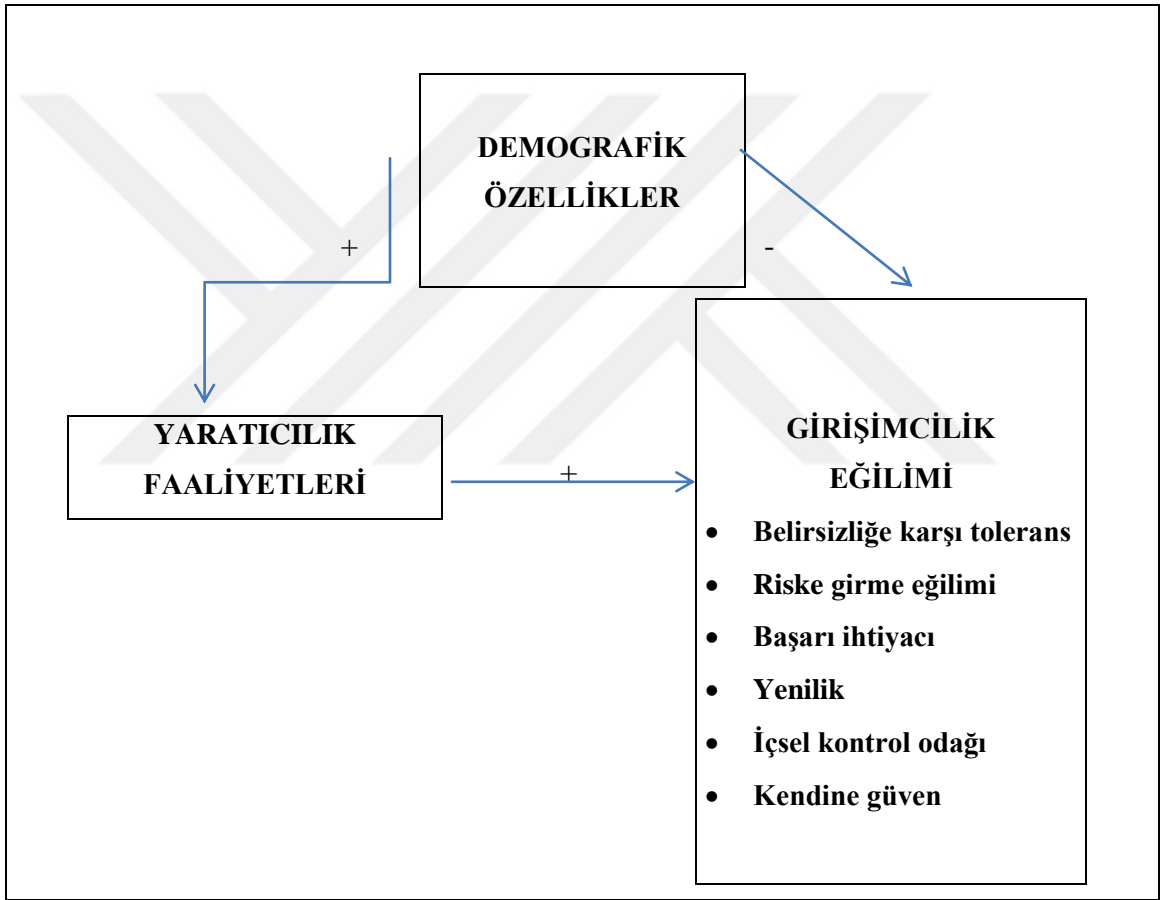 DEMOGRAFİK
ÖZELLİKLER
+
-
YARATICILIK
FAALİYETLERİ
+
GİRİŞİMCİLİK
EĞİLİMİ
• Belirsizliğe karşı tolerans
• Riske girme eğilimi
• Başarı ihtiyacı
• Yenilik
• İçsel kontrol odağı
• Kendine güven